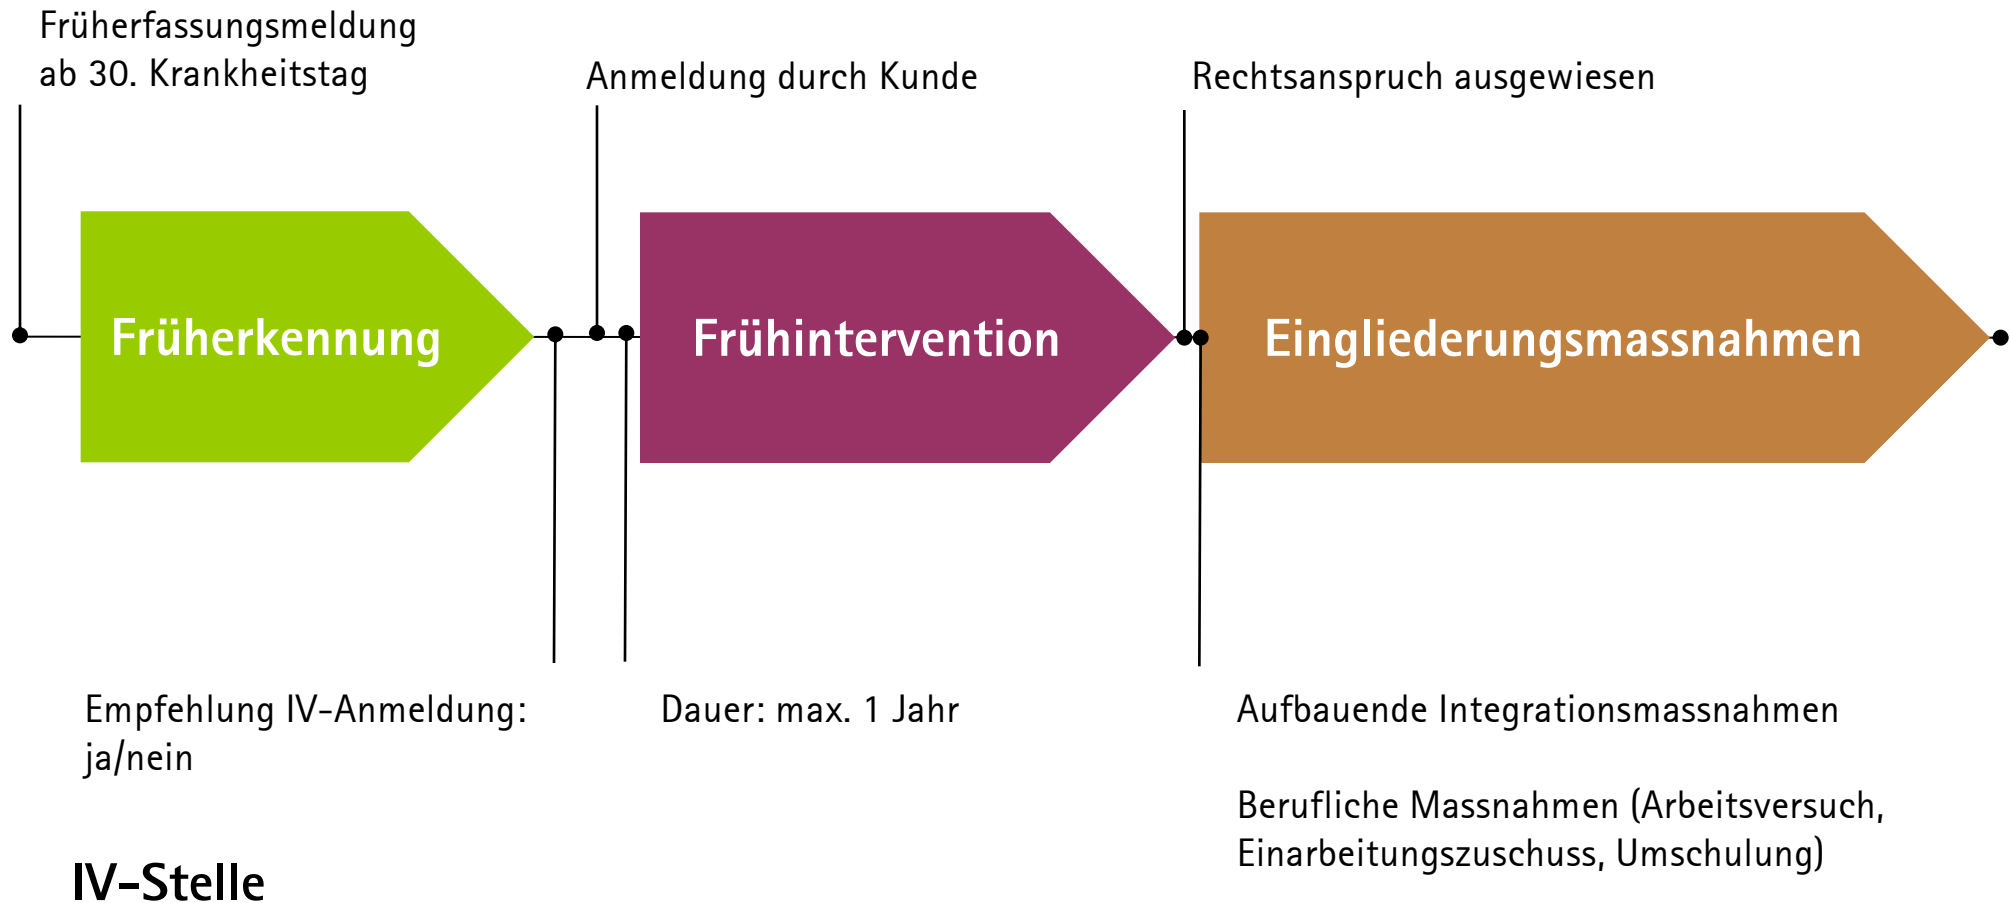 Früherfassungsmeldung
ab 30. Krankheitstag
Anmeldung durch Kunde
Rechtsanspruch ausgewiesen
Früherkennung
Frühintervention
Eingliederungsmassnahmen
Empfehlung IV-Anmeldung:
ja/nein
Dauer: max. 1 Jahr
Aufbauende Integrationsmassnahmen
Berufliche Massnahmen (Arbeitsversuch,
Einarbeitungszuschuss, Umschulung)
IV-Stelle